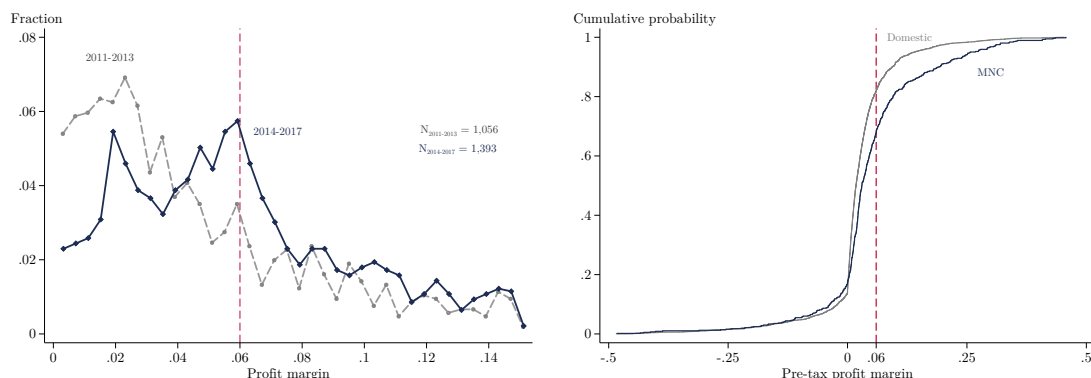 Fraction
.08
.06
.04
.02
0
2011-2013
2014-2017
N2011-2013 = 1,056
N2014-2017 = 1,393
0 .02 .04 .06 .08 .1 .12 .14
Profit margin
Cumulative probability
1
.8
.6
.4
.2
0
Domestic
MNC
-.5 -.25 0 .06 .25 .5
Pre-tax profit margin